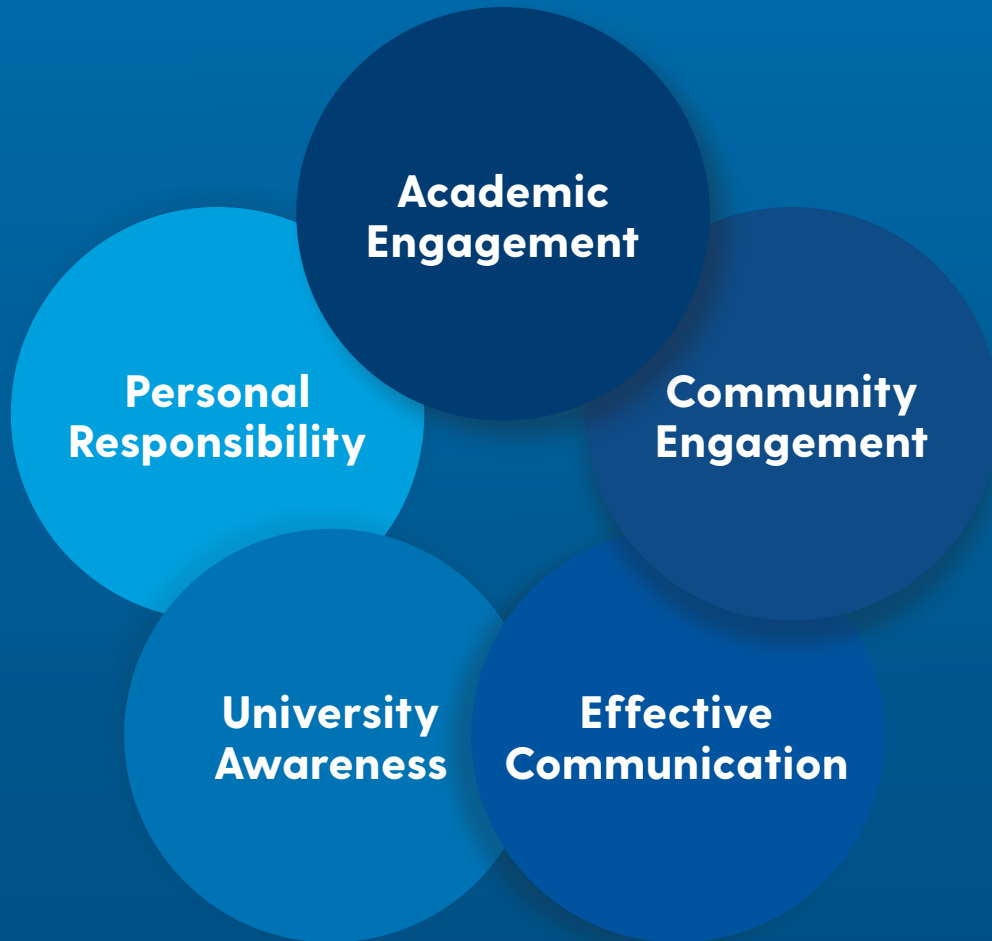 Academic
Engagement
Personal
Responsibility
Community
Engagement
University
Awareness
Effective
Communication